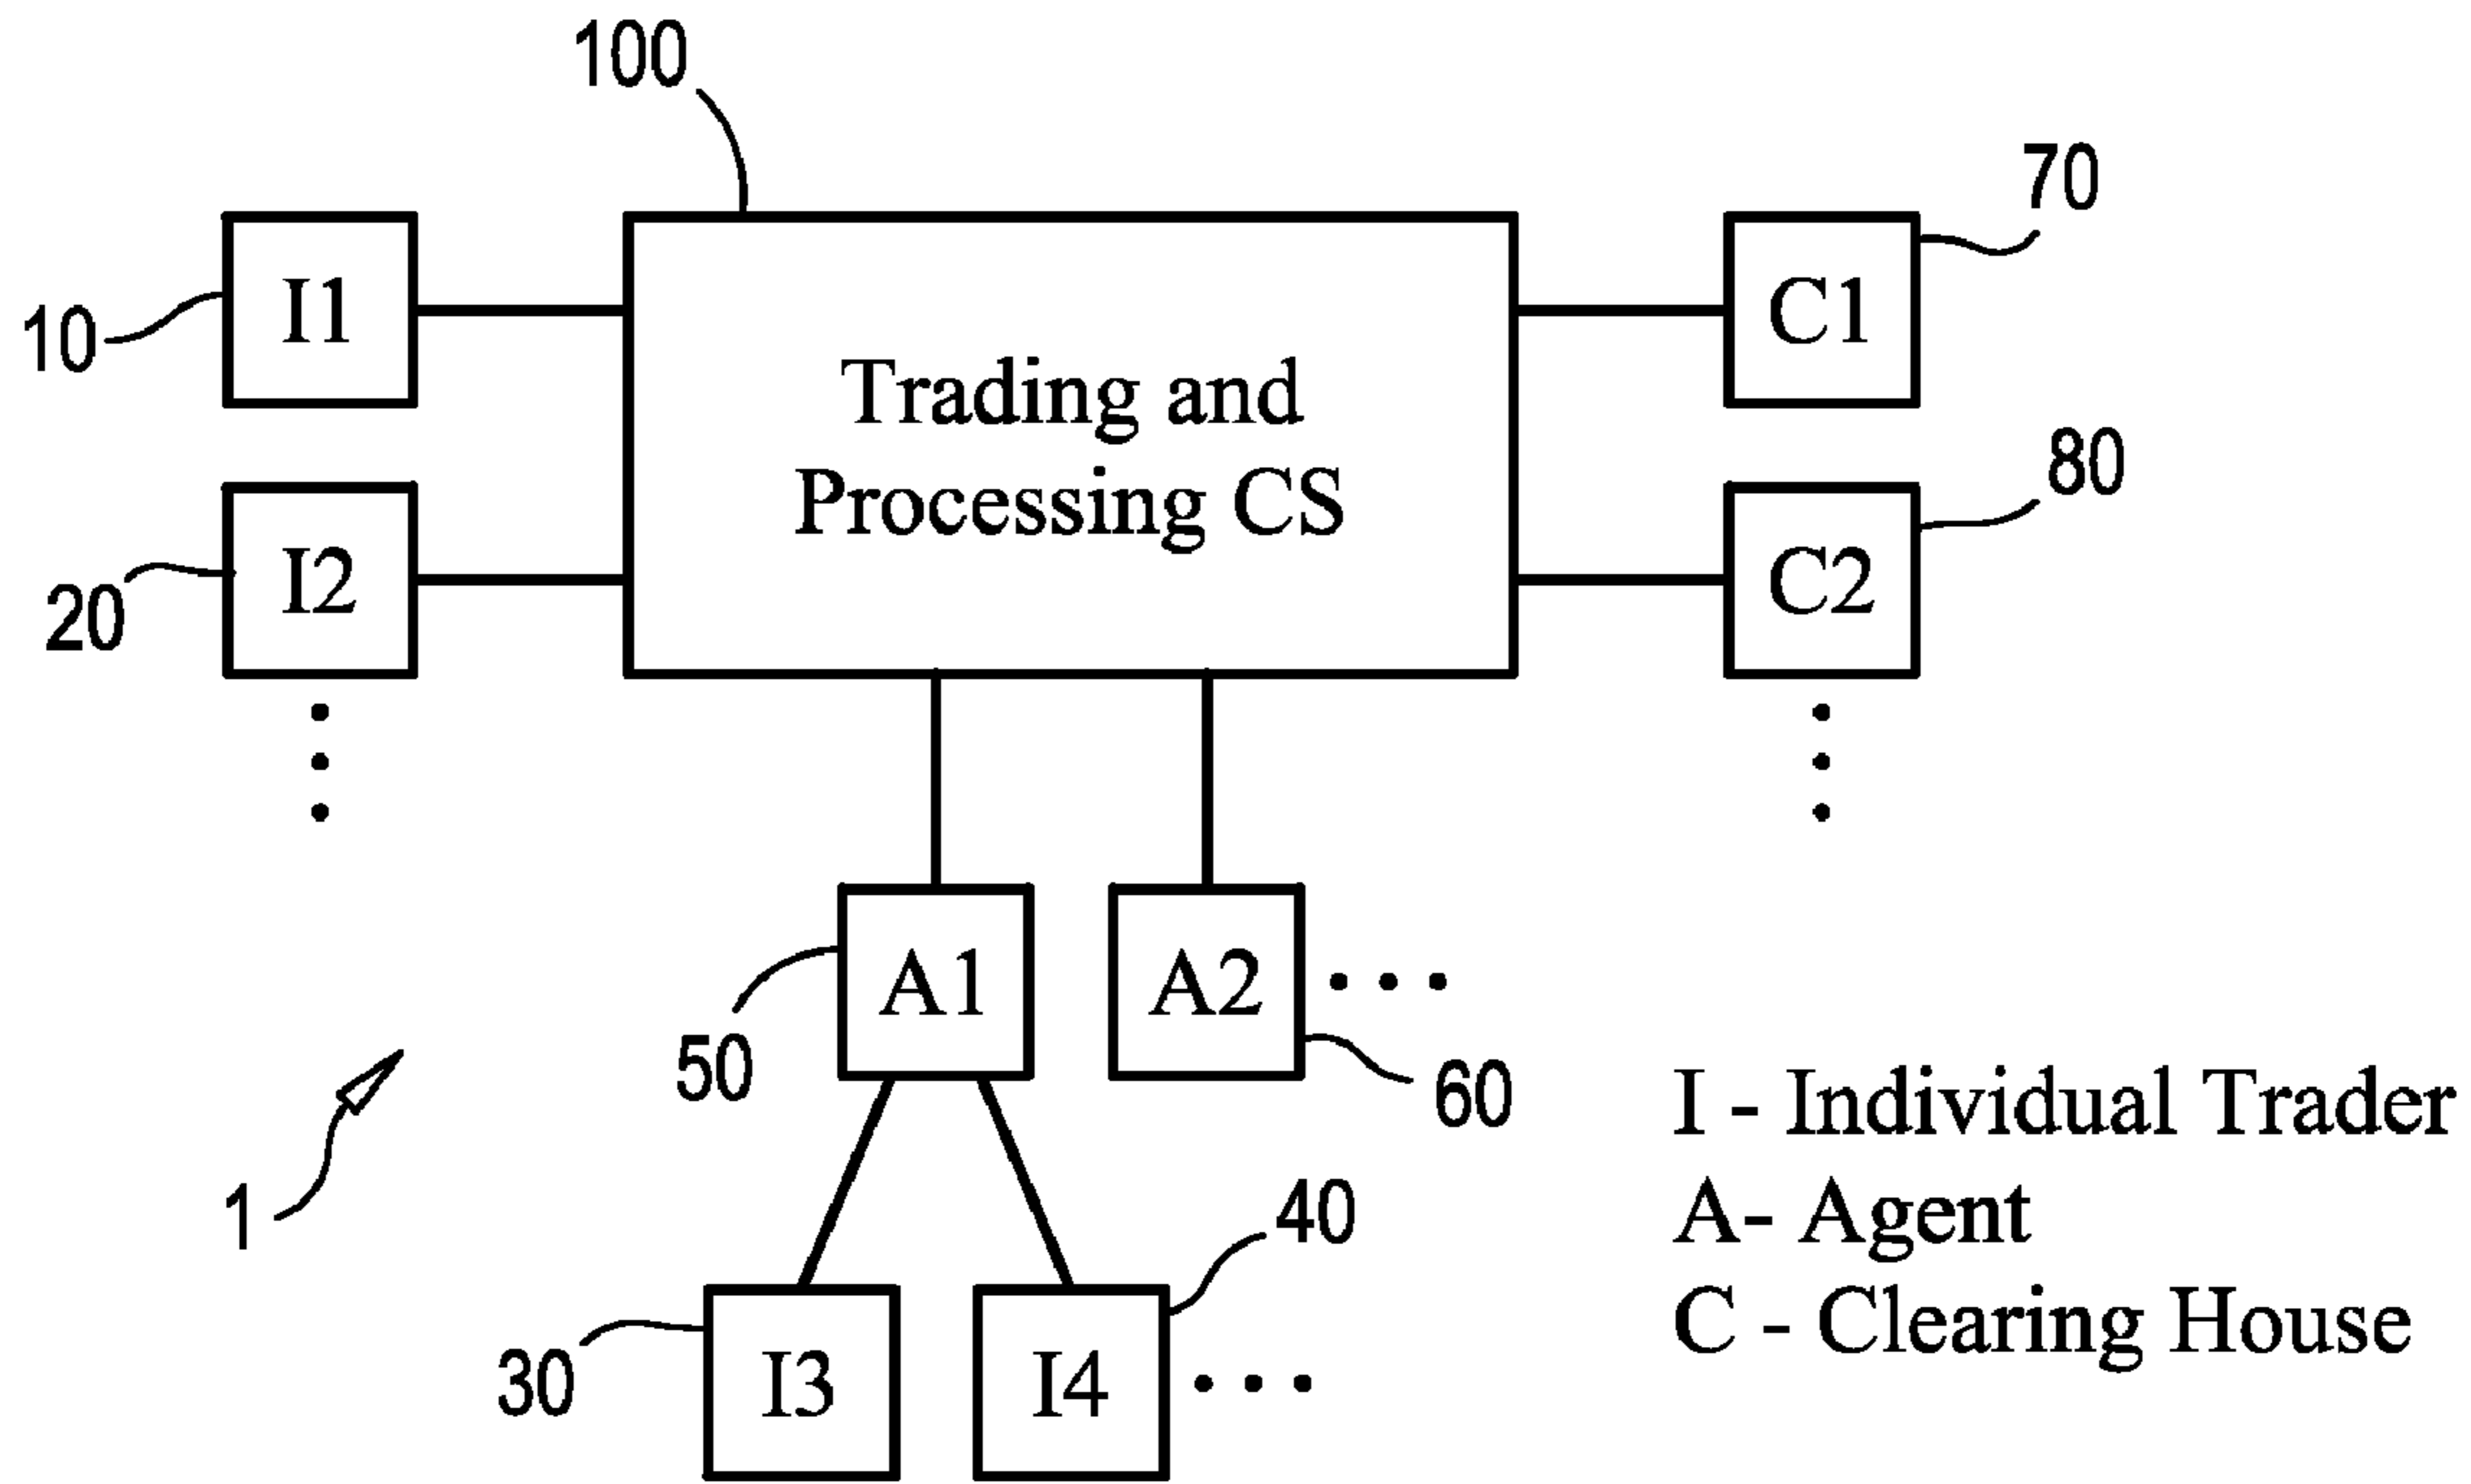 100
70
I1
C1
10
Trading and
Processing CS
80
I2
C2
20
A1
A2
50
60
I - Individual Trader
1
40
A- Agent
C - Clearing House
30
I3
I4